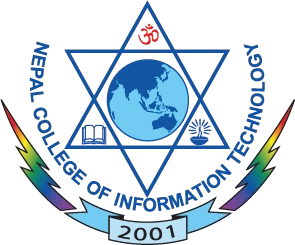 ॐ
NEPAL COLLEGE OF INFORMATION TECHNOLOGY
2001